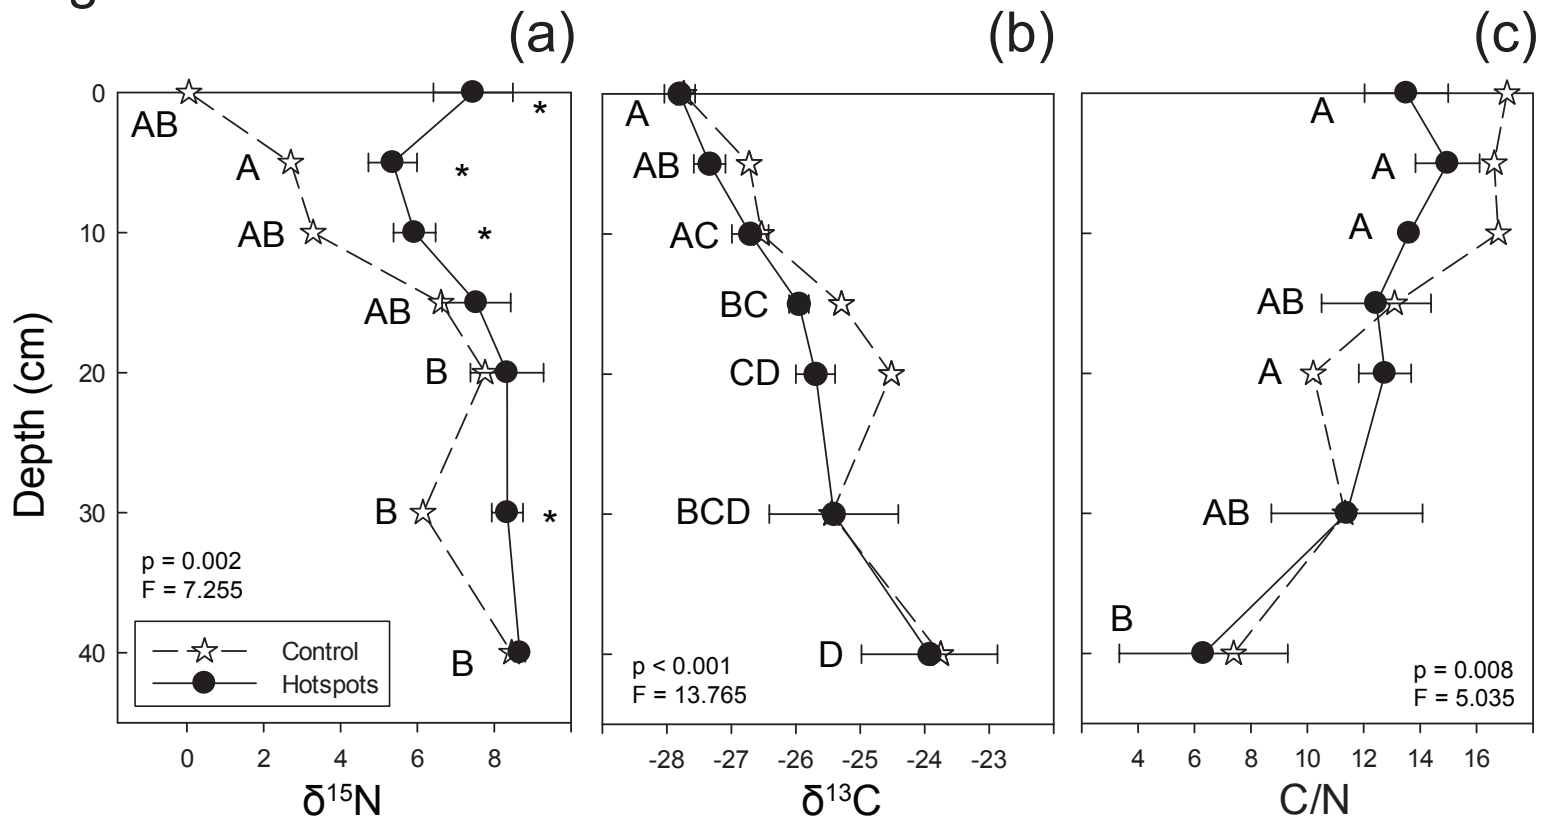 (a)
(b)
(c)
Depth (cm)
0
10
20
30
40
AB
A
AB
AB
B
B
B
*
*
*
*
p = 0.002
F = 7.255
Control
Hotspots
0 2 4 6 8
δ¹⁵N
A
AB
AC
BC
CD
BCD
D
p < 0.001
F = 13.765
-28 -27 -26 -25 -24 -23
δ¹³C
A
A
A
AB
A
AB
B
p = 0.008
F = 5.035
4 6 8 10 12 14 16
C/N